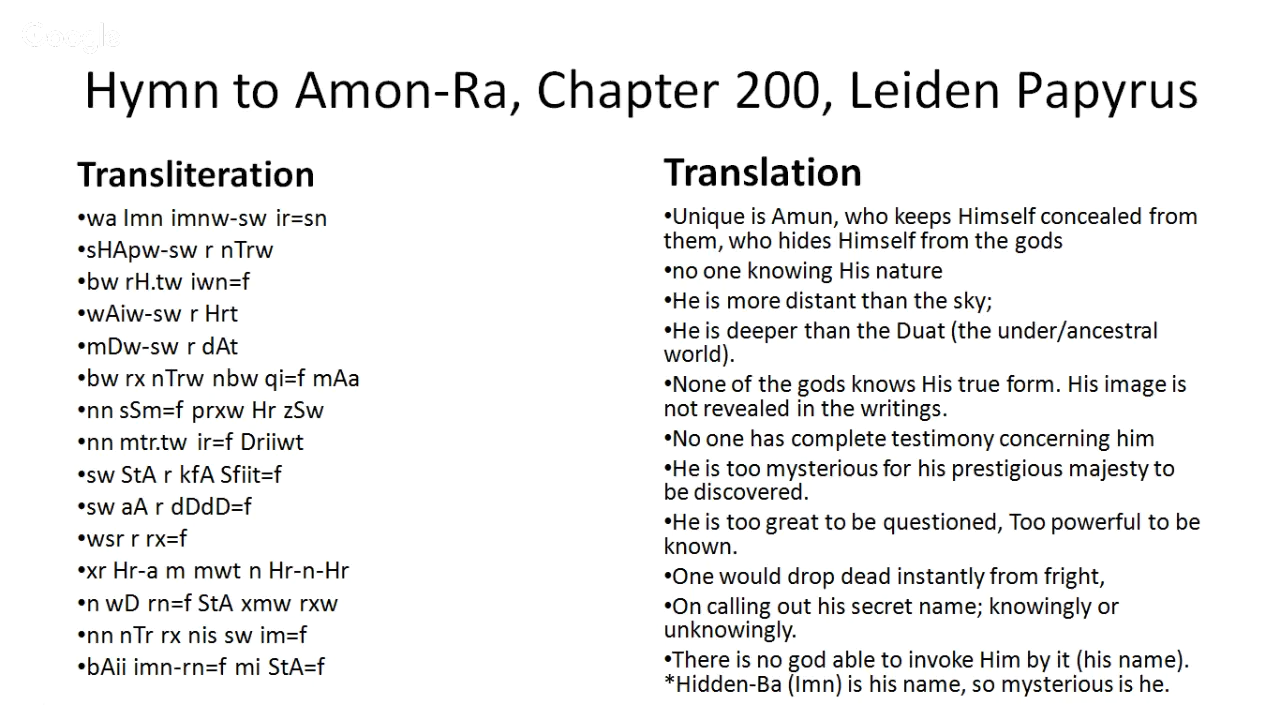 Google
Hymn to Amon-Ra, Chapter 200, Leiden Papyrus
Transliteration
•wa Imn imnw-sw ir=sn
•sHApw-sw r nTrw
•bw rH.tw iwn=f
•wAiw-sw r Hrt
•mDw-sw r dAt
•bw rx nTrw nbw qi=f mAa
•nn sSm=f prxw Hr zSw
•nn mtr.tw ir=f Driiwt
•sw StA r kfA Sfiit=f
•sw aA r dDdD=f
•wsr r rx=f
•xr Hr-a m mwt n Hr-n-Hr
•n wD rn=f StA xmw rxw
•nn nTr rx nis sw im=f
•bAii imn-rn=f mi StA=f
Translation
•Unique is Amun, who keeps Himself concealed from
them, who hides Himself from the gods
•no one knowing His nature
•He is more distant than the sky;
•He is deeper than the Duat (the under/ancestral
world).
•None of the gods knows His true form. His image is
not revealed in the writings.
•No one has complete testimony concerning him
•He is too mysterious for his prestigious majesty to
be discovered.
•He is too great to be questioned, Too powerful to be
known.
•One would drop dead instantly from fright,
•On calling out his secret name; knowingly or
unknowingly.
•There is no god able to invoke Him by it (his name).
*Hidden-Ba (Imn) is his name, so mysterious is he.